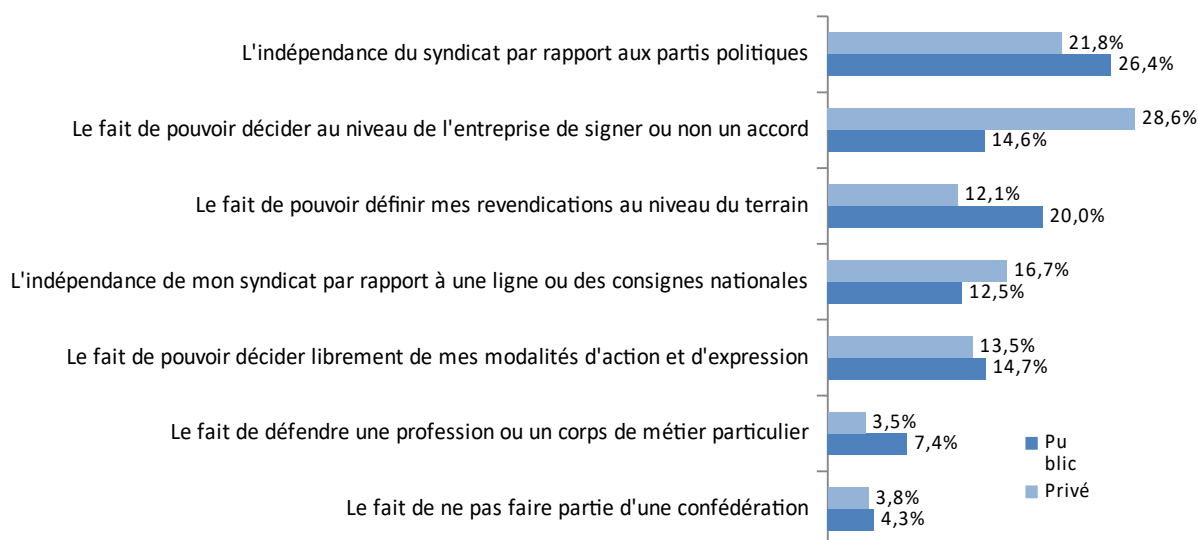 L'indépendance du syndicat par rapport aux partis politiques
21,8%
26,4%
Le fait de pouvoir décider au niveau de l'entreprise de signer ou non un accord
28,6%
14,6%
Le fait de pouvoir définir mes revendications au niveau du terrain
12,1%
20,0%
L'indépendance de mon syndicat par rapport à une ligne ou des consignes nationales
16,7%
12,5%
Le fait de pouvoir décider librement de mes modalités d'action et d'expression
13,5%
14,7%
Le fait de défendre une profession ou un corps de métier particulier
3,5%
7,4%
Le fait de ne pas faire partie d'une confédération
3,8%
4,3%
Pu
blic
Privé